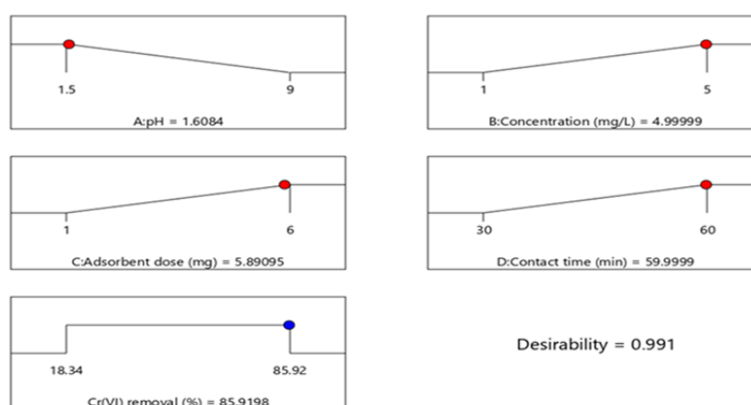 1.5 9
A:pH = 1.6084
1 5
B:Concentration (mg/L) = 4.99999
1 6
C:Adsorbent dose (mg) = 5.89095
30 60
D:Contact time (min) = 59.9999
18.34 85.92
Cr(VI) removal (%) = 85.9198
Desirability = 0.991